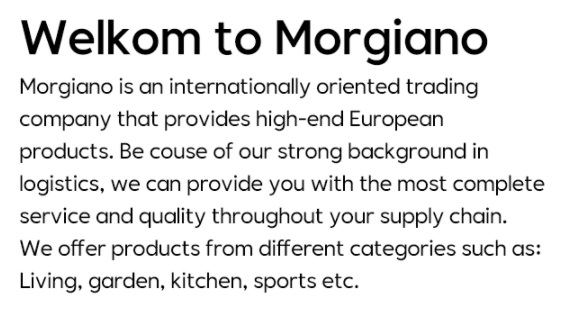 Welkom to Morgiano
Morgiano is an internationally oriented trading
company that provides high-end European
products. Be couse of our strong background in
logistics, we can provide you with the most complete
service and quality throughout your supply chain.
We offer products from different categories such as:
Living, garden, kitchen, sports etc.